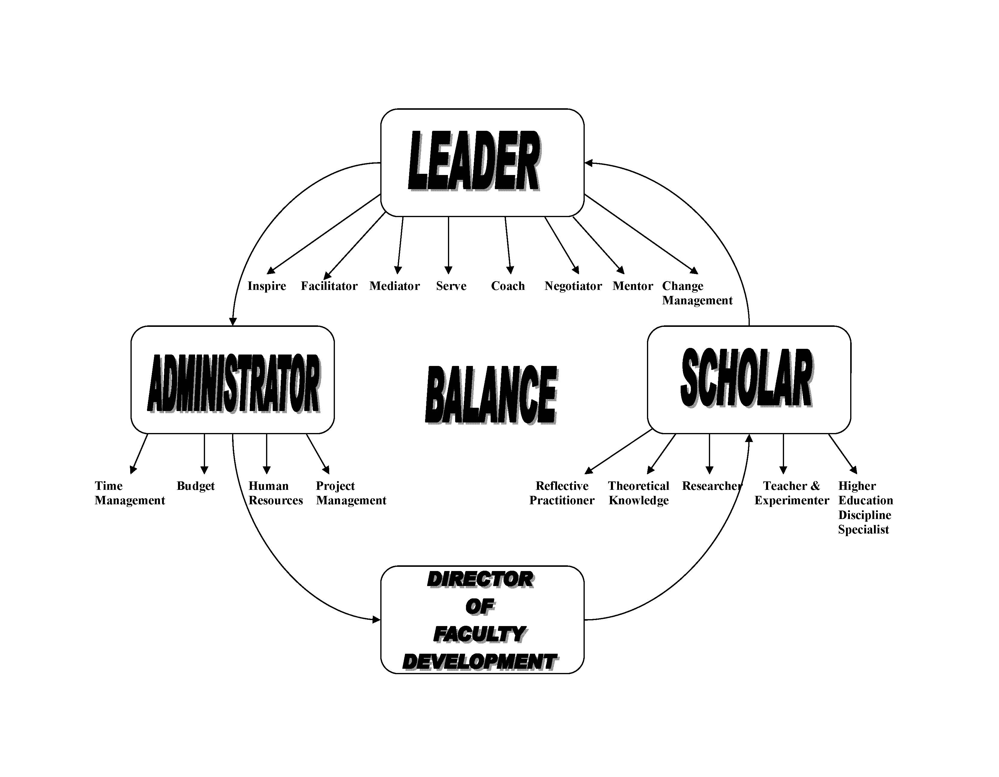 LEADER
Inspire
Facilitator
Mediator
Serve
Coach
Negotiator
Mentor
Change
Management
ADMINISTRATOR
BALANCE
SCHOLAR
Time
Management
Budget
Human
Resources
Project
Management
Reflective
Practitioner
Theoretical
Knowledge
Researcher
Teacher &
Experimenter
Higher
Education
Discipline
Specialist
DIRECTOR
OF
FACULTY
DEVELOPMENT